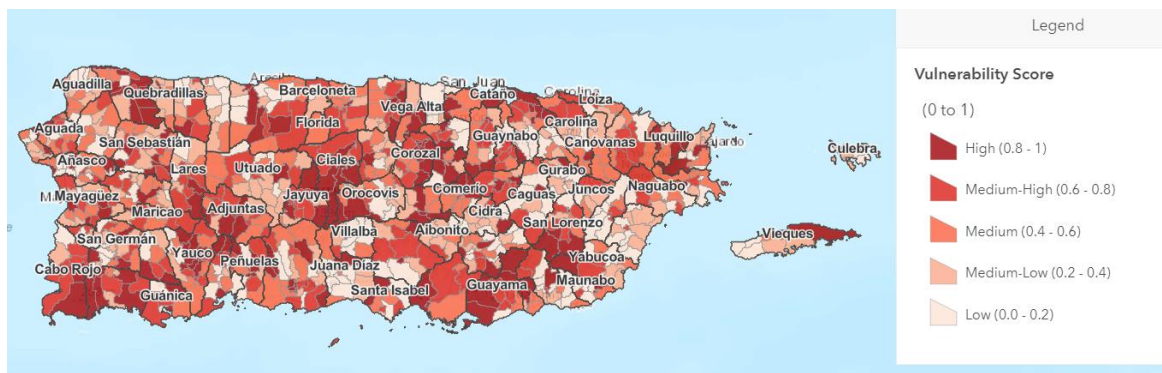 Legend
Vulnerability Score
(0 to 1)
High (0.8 - 1)
Medium-High (0.6 - 0.8)
Medium (0.4 - 0.6)
Medium-Low (0.2 - 0.4)
Low (0.0 - 0.2)
San Juan
Aguadilla
Quebradillas
Barceloneta
Cataño
Carolina
Loíza
Vega Alta
Florida
Carolina
Aguada
San Sebastián
Guaynabo
Canóvanas
Luquillo
Culebra
Añasco
Lares
Utuado
Ciales
Corozal
Gurabo
Mayagüez
Jayuya
Orocovis
Comerio
Caguas
Juncos
Naguabo
Maricao
Adjuntas
Cidra
San Germán
Villalba
Aibonito
San Lorenzo
Vieques
Yauco
Peñuelas
Juana Díaz
Yabucoa
Cabo Rojo
Guánica
Santa Isabel
Guayama
Maunabo